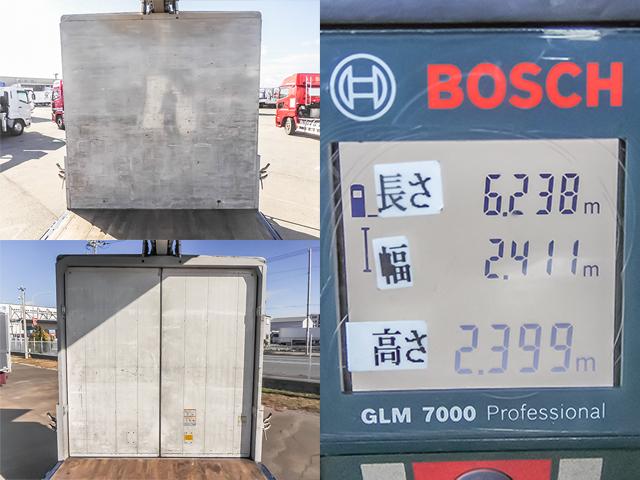 BOSCH
長さ 6.238m
幅 2.411m
高さ 2.399m
GLM 7000 Professional